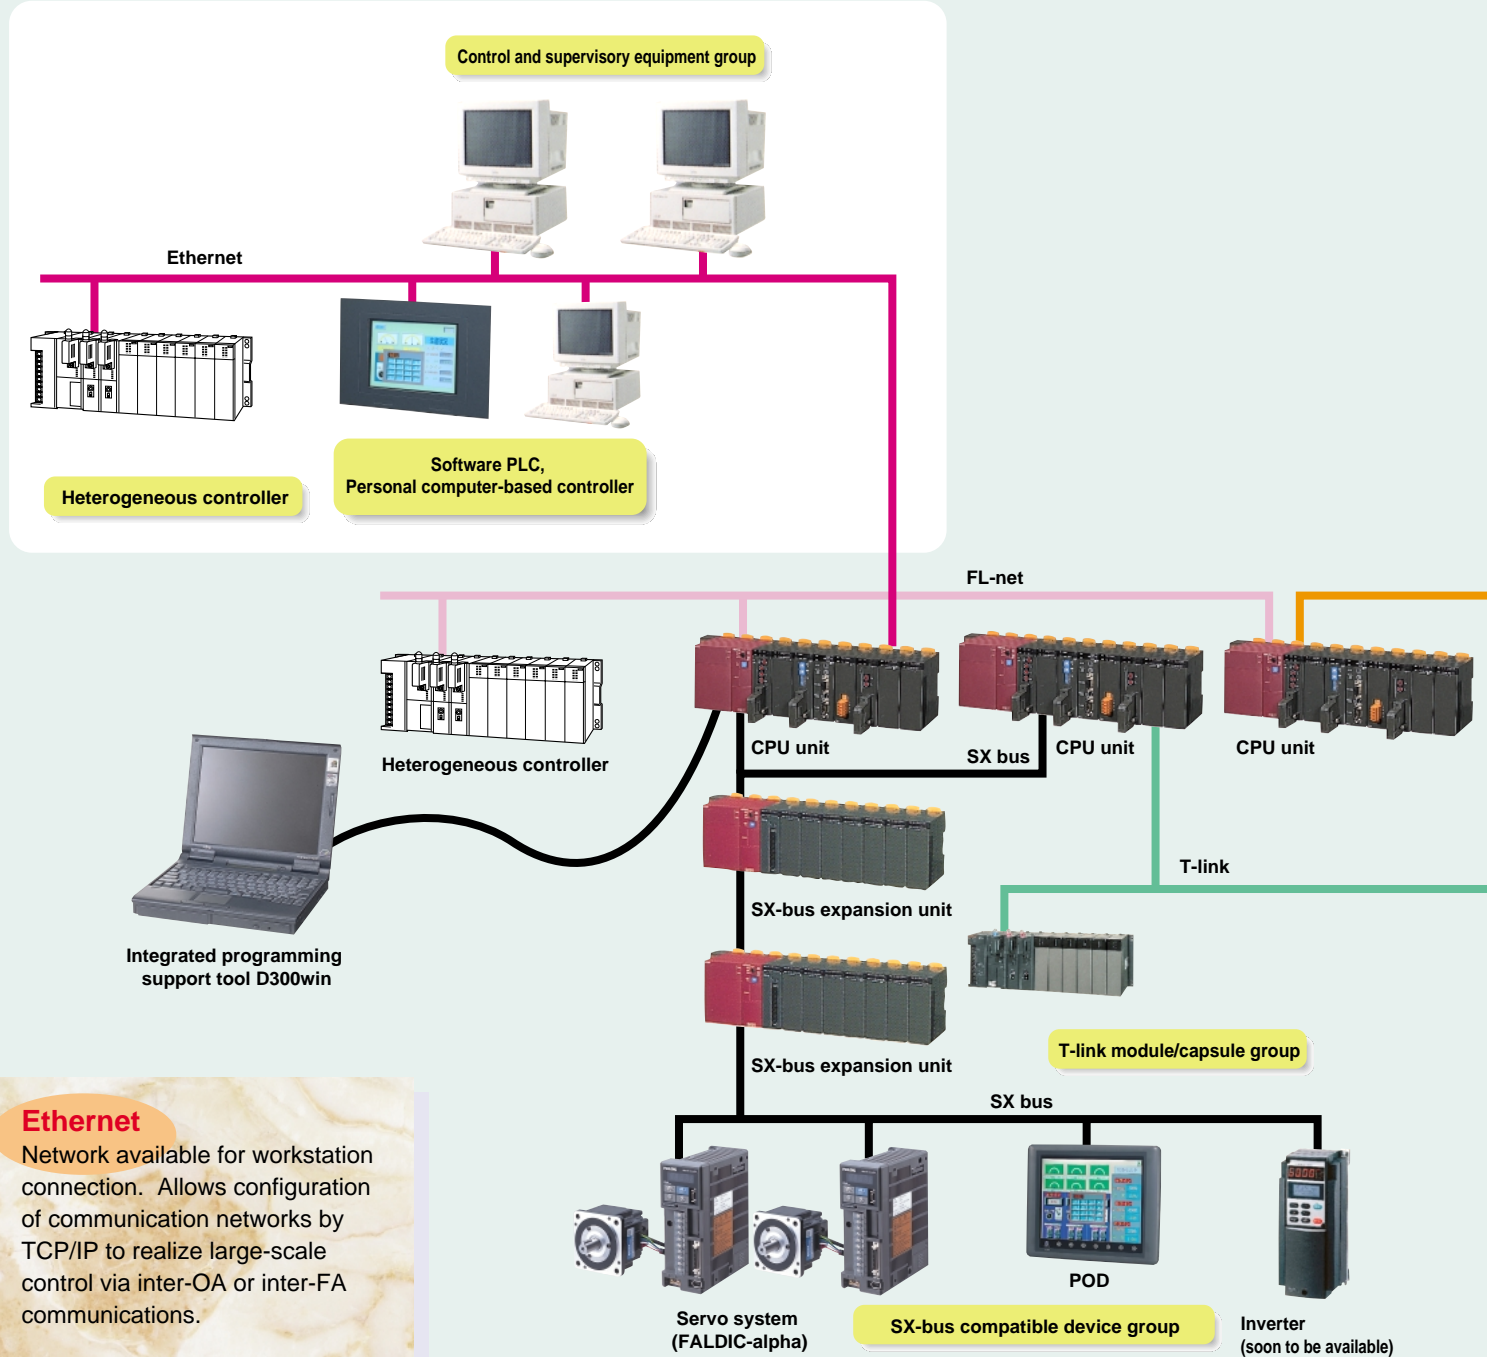 Control and supervisory equipment group
Ethernet
Software PLC,
Personal computer-based controller
Heterogeneous controller
FL-net
CPU unit
SX bus
CPU unit
CPU unit
Heterogeneous controller
T-link
SX-bus expansion unit
Integrated programming
support tool D300win
T-link module/capsule group
SX-bus expansion unit
SX bus
Ethernet
Network available for workstation
connection.  Allows configuration
of communication networks by
TCP/IP to realize large-scale
control via inter-OA or inter-FA
communications.
POD
Servo system
(FALDIC-alpha)
SX-bus compatible device group
Inverter
(soon to be available)